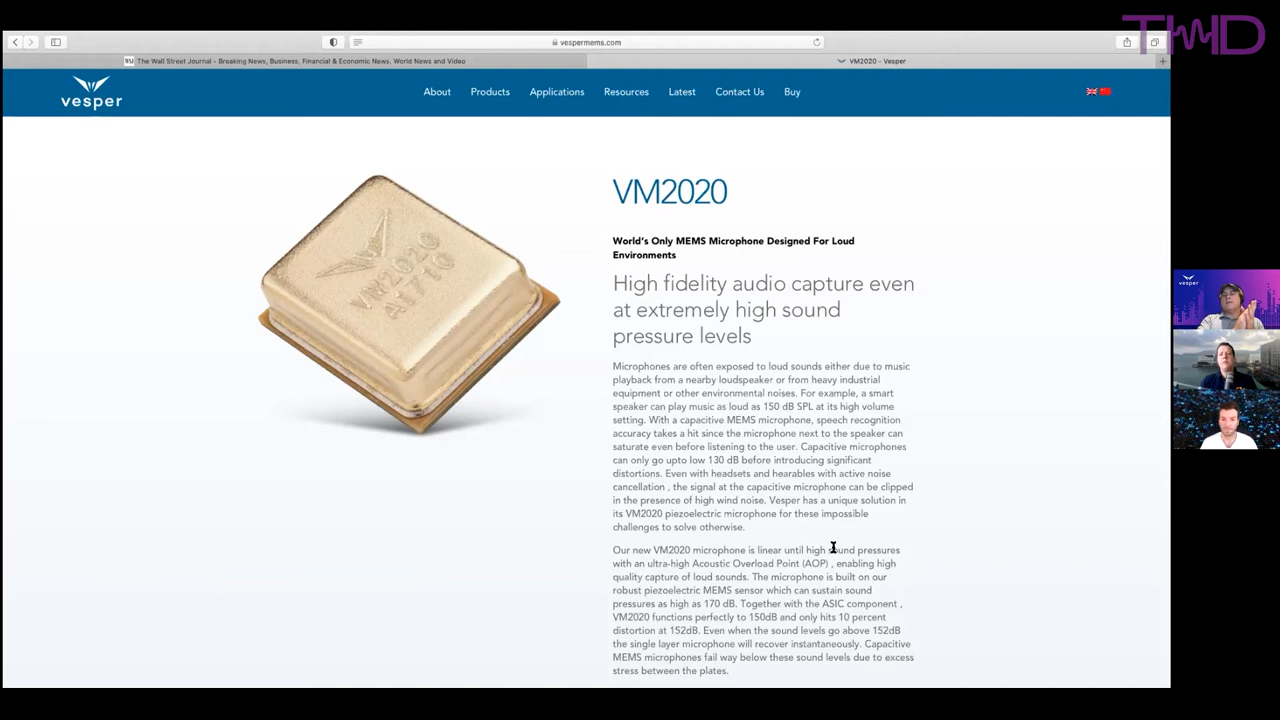 TWD
vespermems.com
The Wall Street Journal - Breaking News, Business, Financial & Economic News, World News and Video
VM2020 - Vesper
vesper
About
Products
Applications
Resources
Latest
Contact Us
Buy
VM2020
A1710
VM2020
World's Only MEMS Microphone Designed For Loud
Environments
High fidelity audio capture even
at extremely high sound
pressure levels
Microphones are often exposed to loud sounds either due to music
playback from a nearby loudspeaker or from heavy industrial
equipment or other environmental noises. For example, a smart
speaker can play music as loud as 150 dB SPL at its high volume
setting. With a capacitive MEMS microphone, speech recognition
accuracy takes a hit since the microphone next to the speaker can
saturate even before listening to the user. Capacitive microphones
can only go upto low 130 dB before introducing significant
distortions. Even with headsets and hearables with active noise
cancellation , the signal at the capacitive microphone can be clipped
in the presence of high wind noise. Vesper has a unique solution in
its VM2020 piezoelectric microphone for these impossible
challenges to solve otherwise.
Our new VM2020 microphone is linear until high sound pressures
with an ultra-high Acoustic Overload Point (AOP) , enabling high
quality capture of loud sounds. The microphone is built on our
robust piezoelectric MEMS sensor which can sustain sound
pressures as high as 170 dB. Together with the ASIC component ,
VM2020 functions perfectly to 150dB and only hits 10 percent
distortion at 152dB. Even when the sound levels go above 152dB
the single layer microphone will recover instantaneously. Capacitive
MEMS microphones fail way below these sound levels due to excess
stress between the plates.
vesper